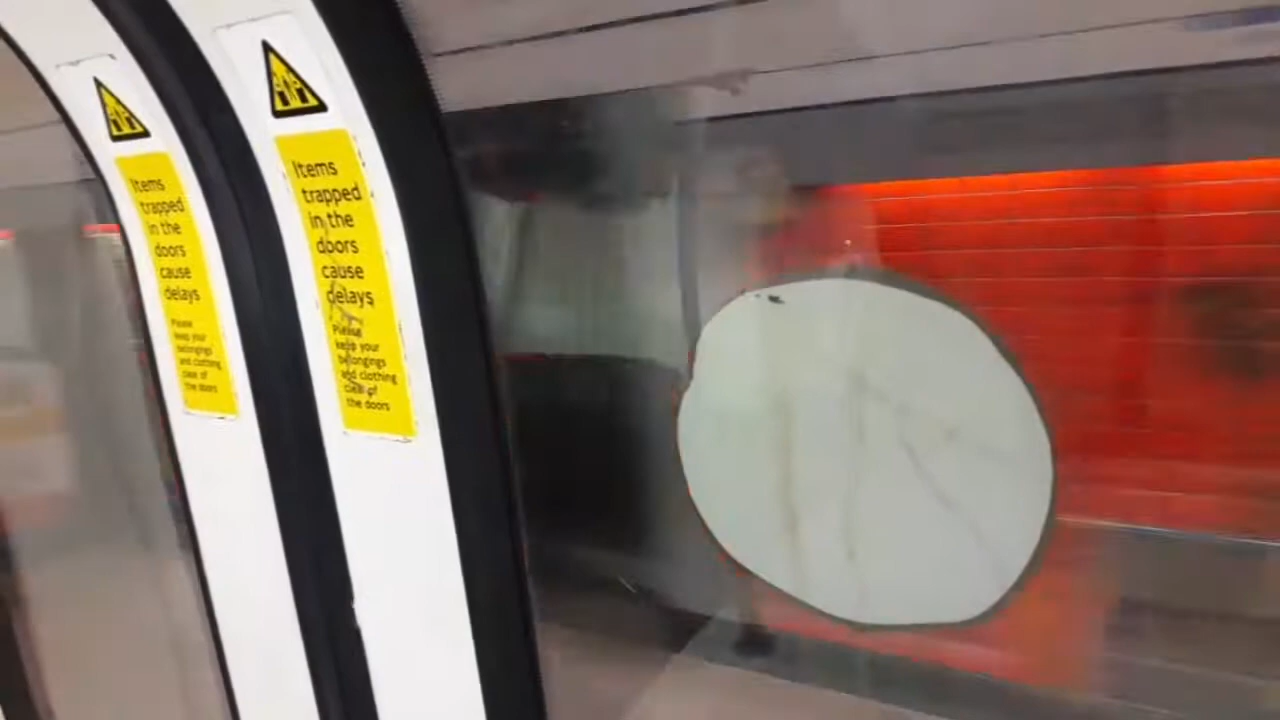 Items
trapped
in the
doors
cause
delays
Please
keep your
belongings
and clothing
clear of
the doors
Items
trapped
in the
doors
cause
delays
Please
keep your
belongings
and clothing
clear of
the doors